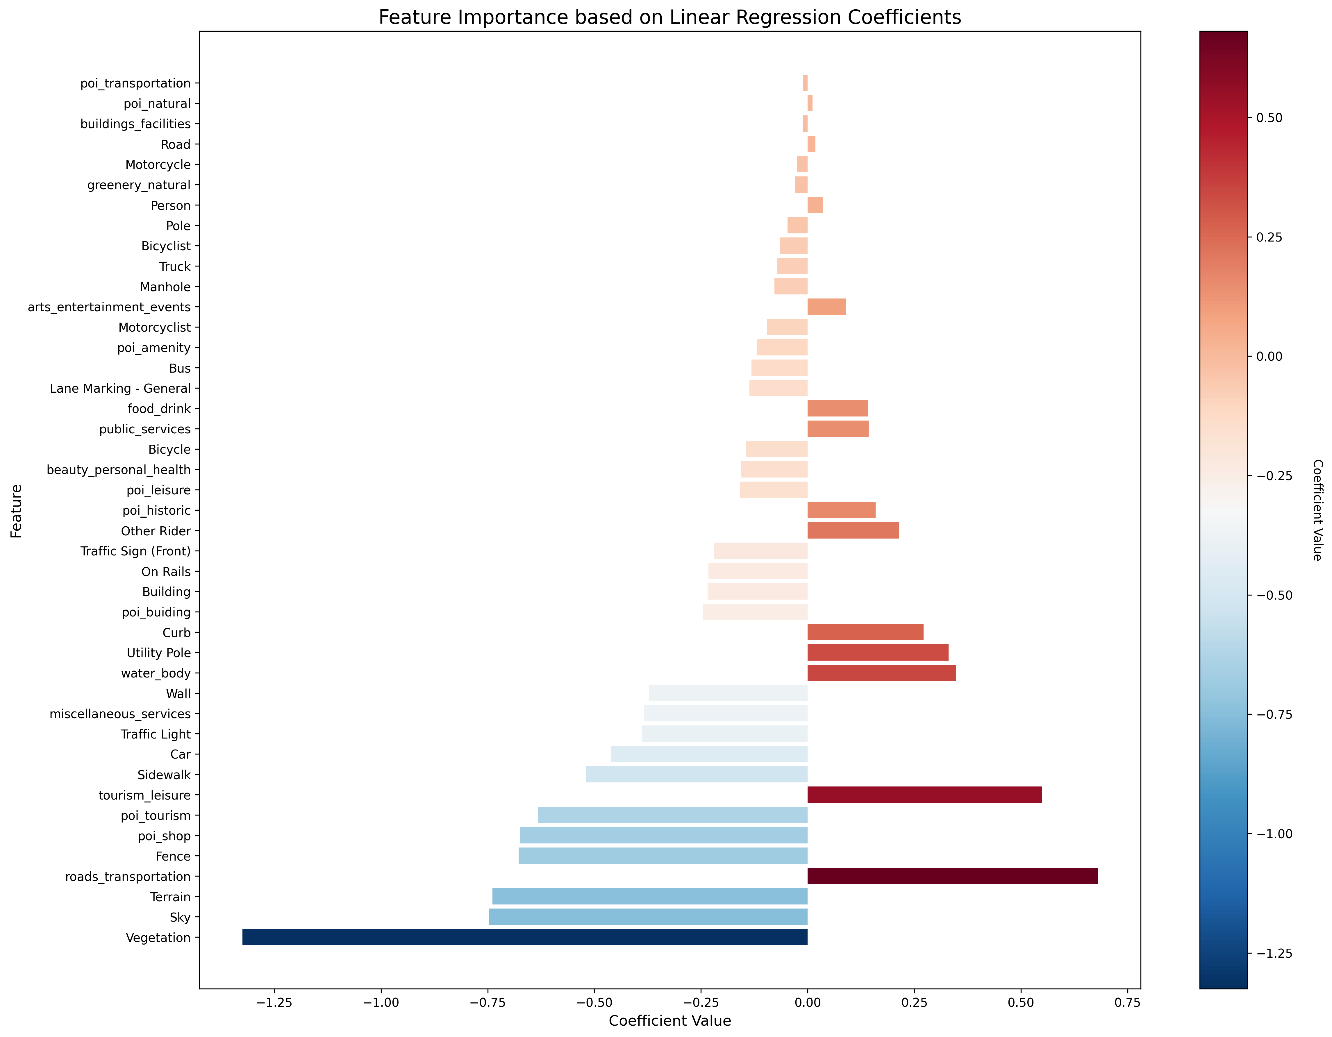 Feature Importance based on Linear Regression Coefficients
poi_transportation
poi_natural
buildings_facilities
Road
Motorcycle
greenery_natural
Person
Pole
Bicyclist
Truck
Manhole
arts_entertainment_events
Motorcyclist
poi_amenity
Bus
Lane Marking - General
food_drink
public_services
Bicycle
beauty_personal_health
poi_leisure
poi_historic
Other Rider
Traffic Sign (Front)
On Rails
Building
poi_buiding
Curb
Utility Pole
water_body
Wall
miscellaneous_services
Traffic Light
Car
Sidewalk
tourism_leisure
poi_tourism
poi_shop
Fence
roads_transportation
Terrain
Sky
Vegetation
Feature
−1.25 −1.00 −0.75 −0.50 −0.25 0.00 0.25 0.50 0.75
Coefficient Value
0.50
0.25
0.00
−0.25
−0.50
−0.75
−1.00
−1.25
Coefficient Value